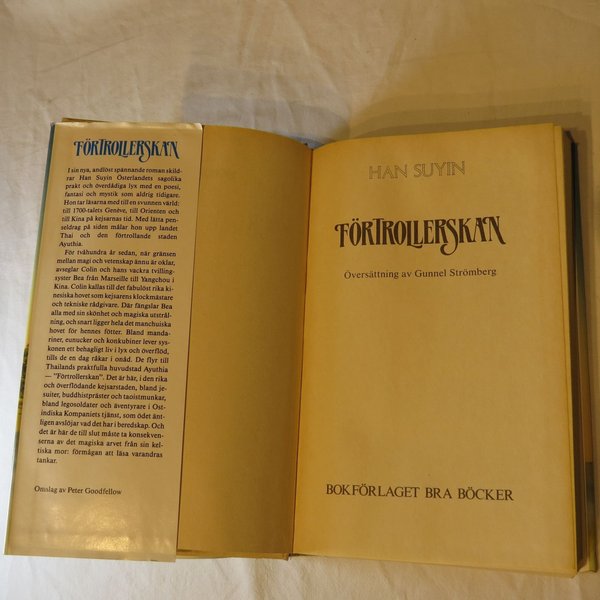 FÖRTROLLERSKAN
I sin nya, andlöst spännande roman skild-
rar Han Suyin Österlandets sagolika
prakt och överdådiga lyx med en poesi,
fantasi och mystik som aldrig tidigare.
Hon tar läsarna med till en svunnen värld:
till 1700-talets Genève, till Orienten och
till Kina på kejsarnas tid. Med lätta pen-
seldrag på siden målar hon upp landet
Thai och den förtrollande staden
Ayuthia.
För tvåhundra år sedan, när gränsen
mellan magi och vetenskap ännu är oklar,
avseglar Colin och hans vackra tvilling-
syster Bea från Marseille till Yangchou i
Kina. Colin kallas till det fabulöst rika ki-
nesiska hovet som kejsarens klockmästare
och tekniske rådgivare. Där fängslar Bea
alla med sin skönhet och magiska utstrål-
ning, och snart ligger hela det manchuiska
hovet för hennes fötter. Bland manda-
riner, eunucker och konkubiner lever sys-
konen ett behagligt liv i lyx och överflöd,
tills de en dag råkar i onåd. De flyr till
Thailands praktfulla huvudstad Ayuthia
— "Förtrollerskan". Det är här, i den rika
och överflödande kejsarstaden, bland je-
suiter, buddhistpräster och taoistmunkar,
bland legosoldater och äventyrare i Ost-
indiska Kompaniets tjänst, som ödet änt-
ligen avslöjar vad det har i beredskap. Och
det är här de till slut måste ta konsekven-
serna av det magiska arvet från sin kel-
tiska mor: förmågan att läsa varandras
tankar.
Omslag av Peter Goodfellow
HAN SUYIN
FÖRTROLLERSKAN
Översättning av Gunnel Strömberg
BOKFÖRLAGET BRA BÖCKER